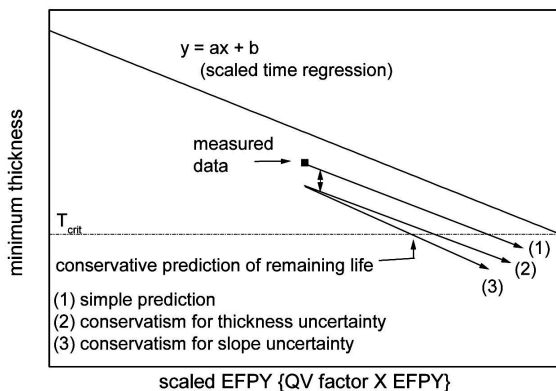 y = ax + b
(scaled time regression)
measured
data
minimum thickness
T_crit
conservative prediction of remaining life
(1)
(2)
(3)
(1) simple prediction
(2) conservatism for thickness uncertainty
(3) conservatism for slope uncertainty
scaled EFPY {QV factor X EFPY}